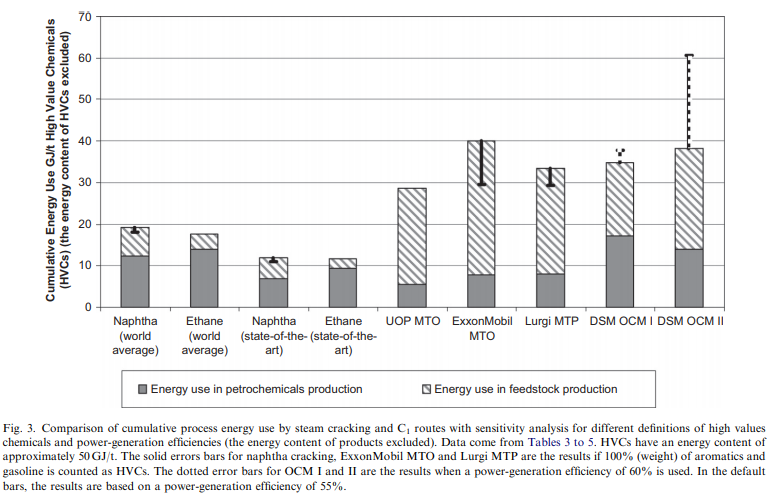 Cumulative Energy Use GJ/t High Value Chemicals
(HVCs) (the energy content of HVCs excluded)
70
60
50
40
30
20
10
0
Naphtha
(world
average)
Ethane
(world
average)
Naphtha
(state-of-the-
art)
Ethane
(state-of-the-
art)
UOP MTO
ExxonMobil
MTO
Lurgi MTP
DSM OCM I
DSM OCM II
Energy use in petrochemicals production
Energy use in feedstock production
Fig. 3. Comparison of cumulative process energy use by steam cracking and C₁ routes with sensitivity analysis for different definitions of high values
chemicals and power-generation efficiencies (the energy content of products excluded). Data come from Tables 3 to 5. HVCs have an energy content of
approximately 50 GJ/t. The solid errors bars for naphtha cracking, ExxonMobil MTO and Lurgi MTP are the results if 100% (weight) of aromatics and
gasoline is counted as HVCs. The dotted error bars for OCM I and II are the results when a power-generation efficiency of 60% is used. In the default
bars, the results are based on a power-generation efficiency of 55%.